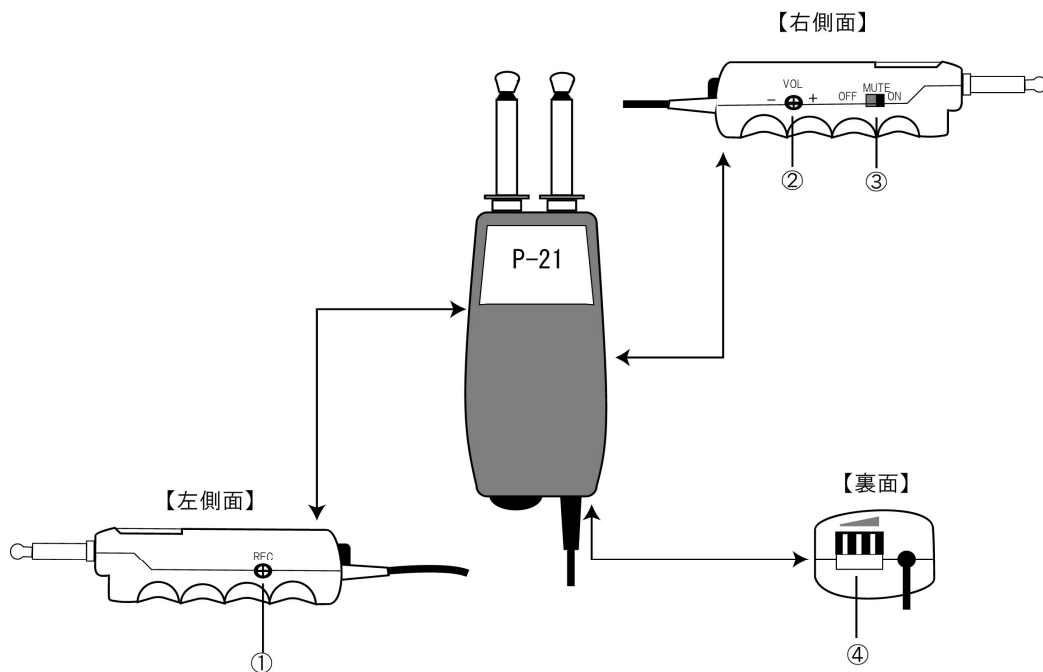 【右側面】
VOL
− +
MUTE
OFF ON
②
③
P−21
【左側面】
REC
①
【裏面】
④